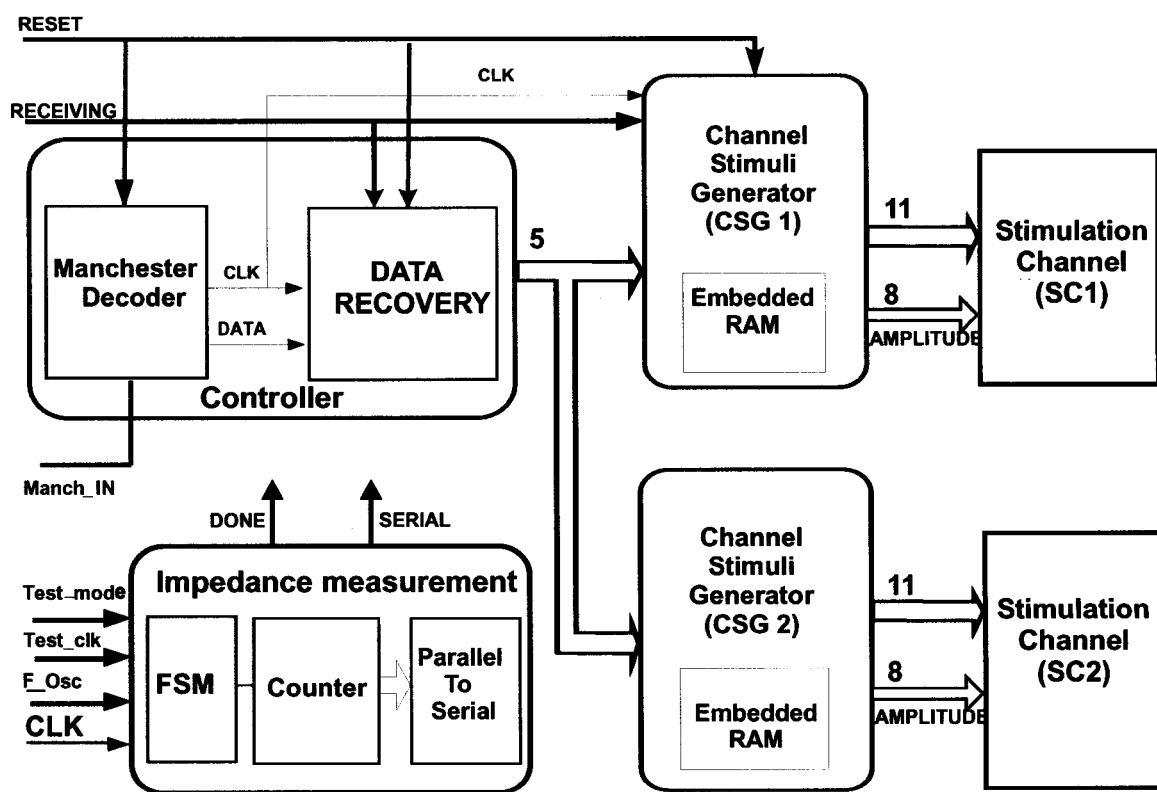 RESET
CLK
RECEIVING
Channel
Stimuli
Generator
(CSG 1)
Embedded
RAM
11
8
AMPLITUDE
Stimulation
Channel
(SC1)
Manchester
Decoder
CLK
DATA
DATA
RECOVERY
5
Controller
Manch_IN
DONE
SERIAL
Impedance measurement
Test_mode
Test_clk
F_Osc
CLK
FSM
Counter
Parallel
To
Serial
Channel
Stimuli
Generator
(CSG 2)
Embedded
RAM
11
8
AMPLITUDE
Stimulation
Channel
(SC2)